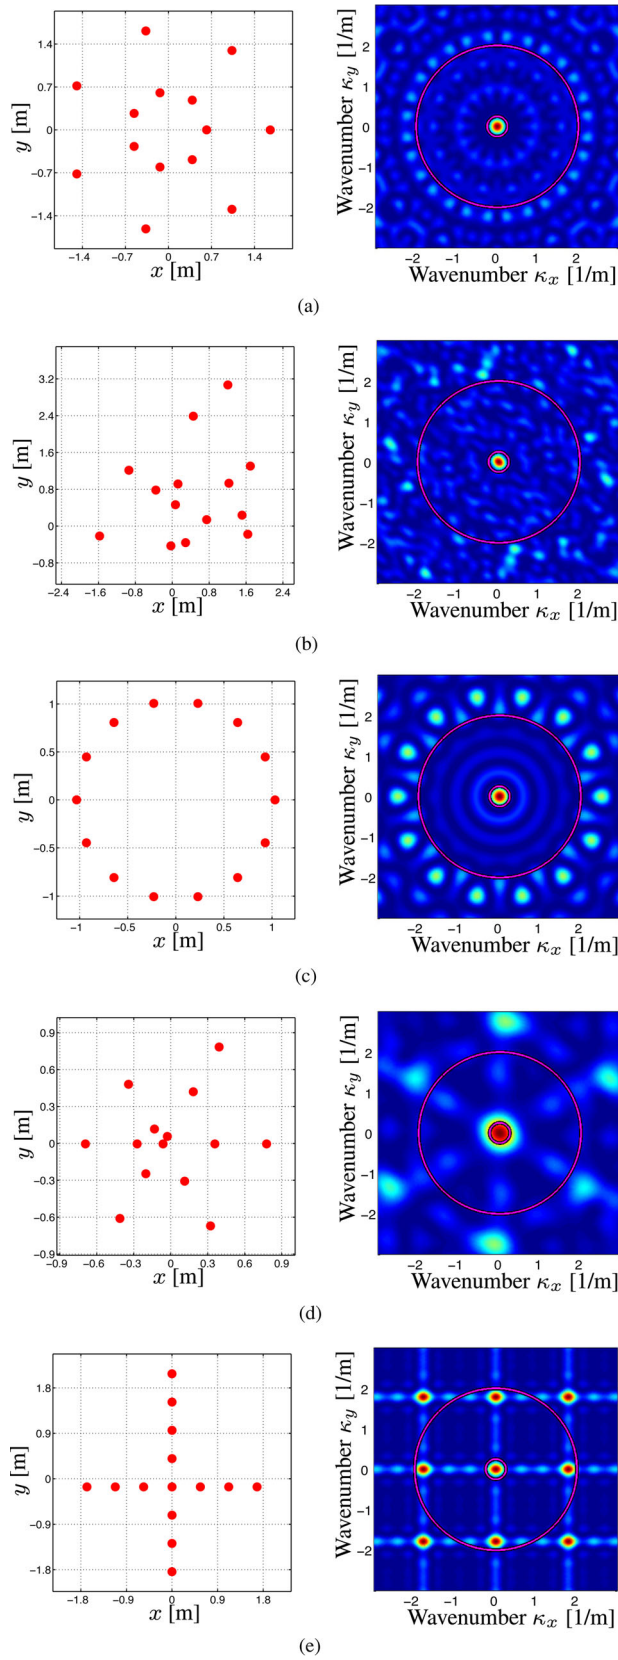 1.4
0.7
0
−0.7
−1.4
y [m]
−1.4 −0.7 0 0.7 1.4
x [m]
2
1
0
−1
−2
Wavenumber κy [1/m]
−2 −1 0 1 2
Wavenumber κx [1/m]
(a)
3.2
2.4
1.6
0.8
0
−0.8
y [m]
−2.4 −1.6 −0.8 0 0.8 1.6 2.4
x [m]
2
1
0
−1
−2
Wavenumber κy [1/m]
−2 −1 0 1 2
Wavenumber κx [1/m]
(b)
1
0.5
0
−0.5
−1
y [m]
−1 −0.5 0 0.5 1
x [m]
2
1
0
−1
−2
Wavenumber κy [1/m]
−2 −1 0 1 2
Wavenumber κx [1/m]
(c)
0.9
0.6
0.3
0
−0.3
−0.6
−0.9
y [m]
−0.9 −0.6 −0.3 0 0.3 0.6 0.9
x [m]
2
1
0
−1
−2
Wavenumber κy [1/m]
−2 −1 0 1 2
Wavenumber κx [1/m]
(d)
1.8
0.9
0
−0.9
−1.8
y [m]
−1.8 −0.9 0 0.9 1.8
x [m]
2
1
0
−1
−2
Wavenumber κy [1/m]
−2 −1 0 1 2
Wavenumber κx [1/m]
(e)